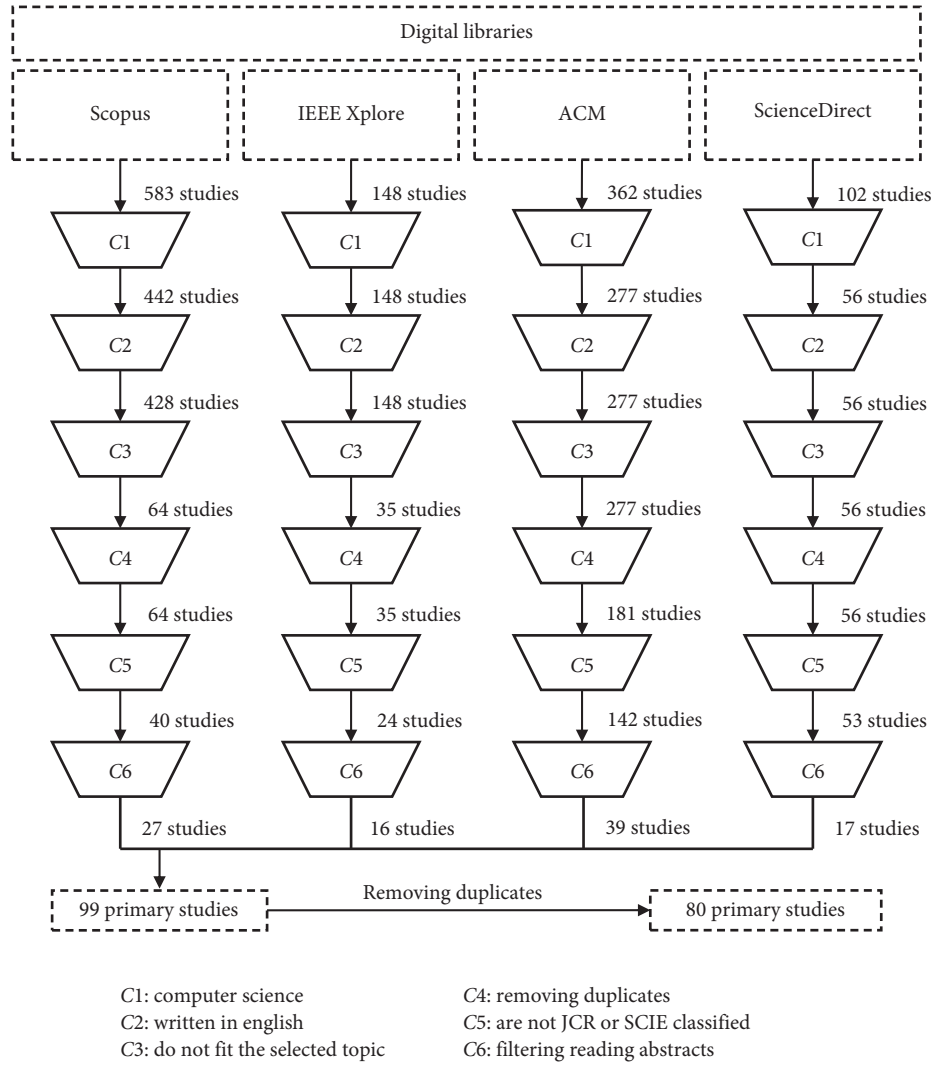 Digital libraries
Scopus
IEEE Xplore
ACM
ScienceDirect
583 studies
148 studies
362 studies
102 studies
C1
C1
C1
C1
442 studies
148 studies
277 studies
56 studies
C2
C2
C2
C2
428 studies
148 studies
277 studies
56 studies
C3
C3
C3
C3
64 studies
35 studies
277 studies
56 studies
C4
C4
C4
C4
64 studies
35 studies
181 studies
56 studies
C5
C5
C5
C5
40 studies
24 studies
142 studies
53 studies
C6
C6
C6
C6
27 studies
16 studies
39 studies
17 studies
99 primary studies
Removing duplicates
80 primary studies
C1: computer science
C2: written in english
C3: do not fit the selected topic
C4: removing duplicates
C5: are not JCR or SCIE classified
C6: filtering reading abstracts